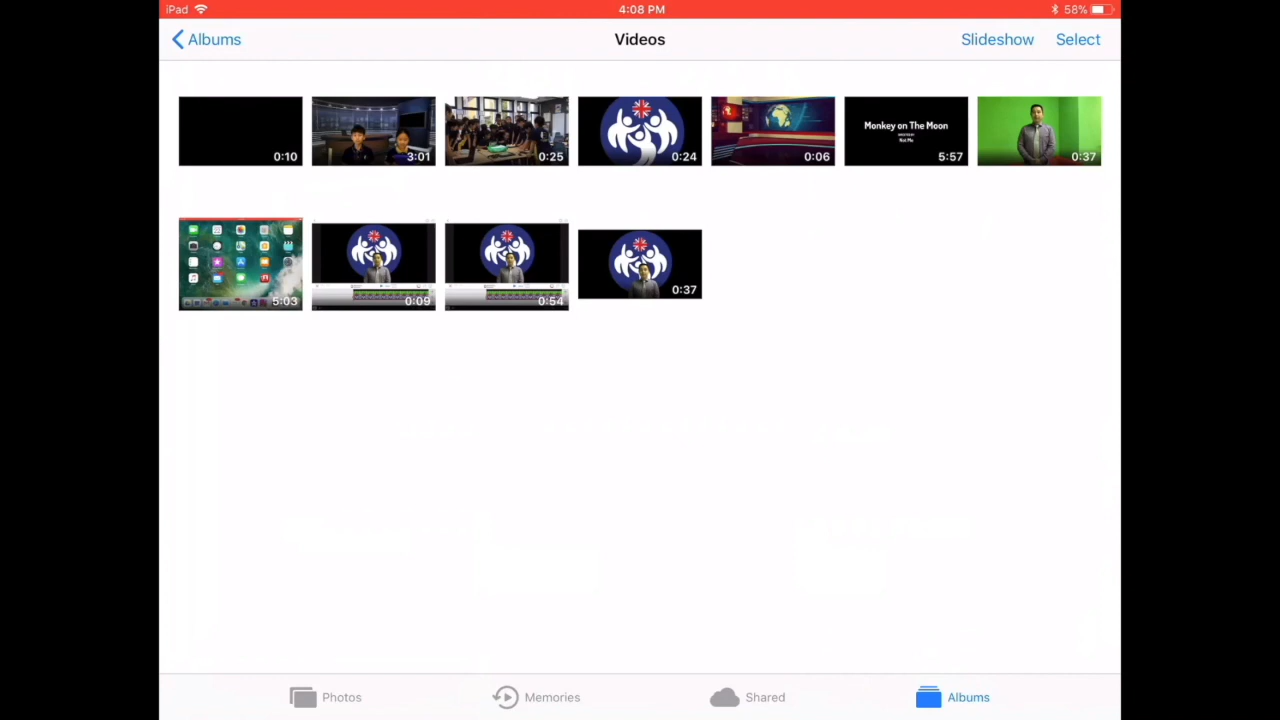 iPad 4:08 PM 58%
Albums Videos Slideshow Select
0:10 3:01 0:25 0:24 0:06 5:57 0:37
Monkey on The Moon
5:03 0:09 0:54 0:37
Photos Memories Shared Albums